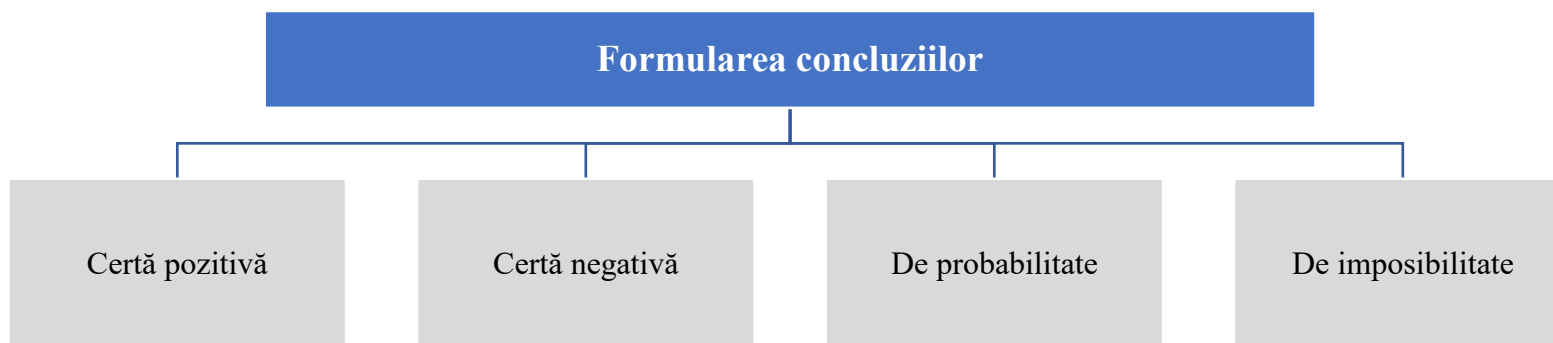 Formularea concluziilor
Certă pozitivă
Certă negativă
De probabilitate
De imposibilitate